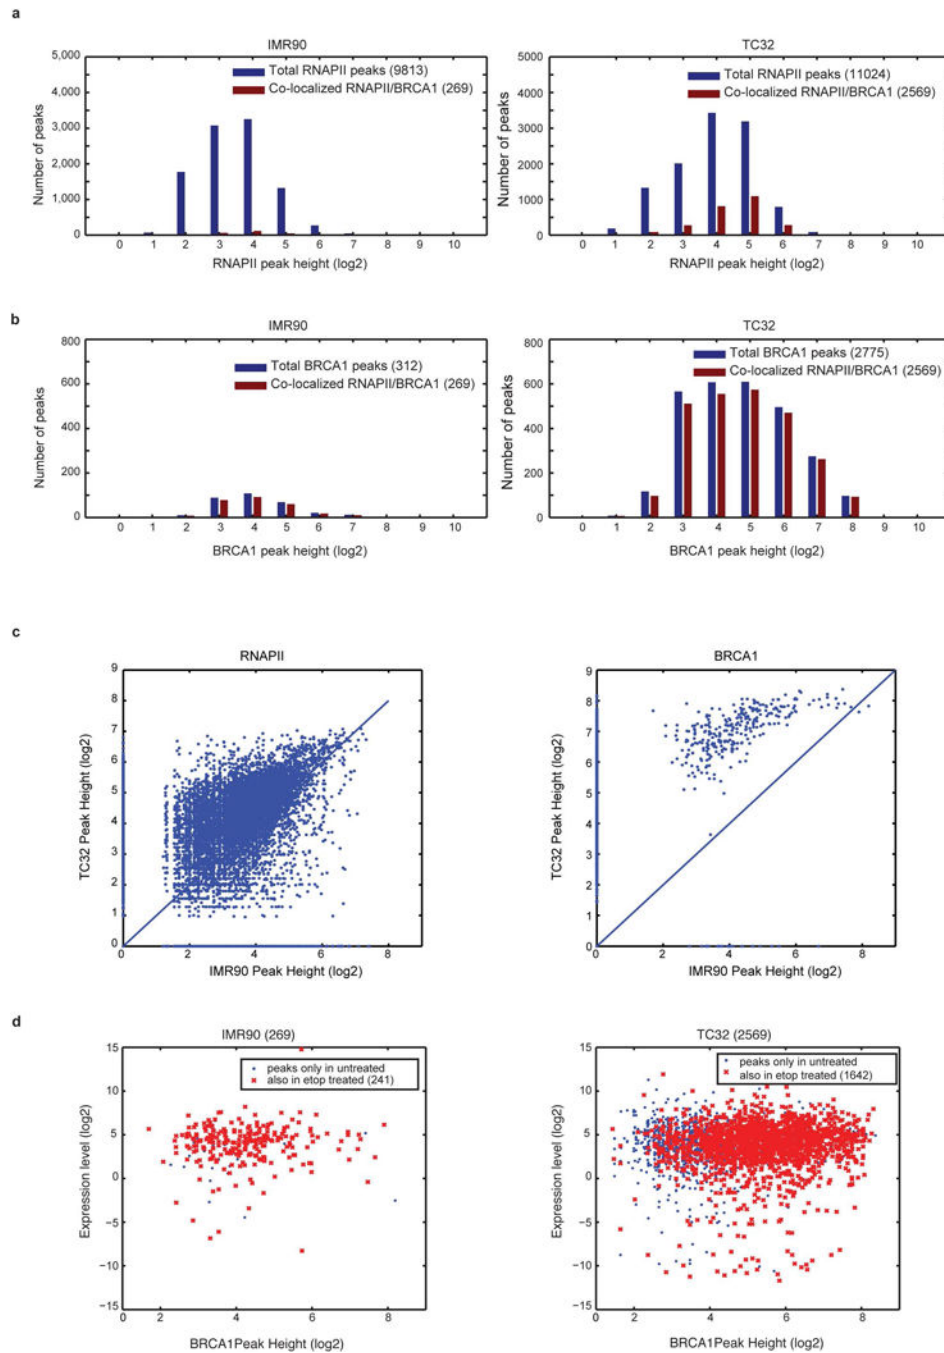 a
IMR90
5,000
4,000
3,000
2,000
1,000
0
Number of peaks
Total RNAPII peaks (9813)
Co-localized RNAPII/BRCA1 (269)
0 1 2 3 4 5 6 7 8 9 10
RNAPII peak height (log2)
TC32
5000
4000
3000
2000
1000
0
Number of peaks
Total RNAPII peaks (11024)
Co-localized RNAPII/BRCA1 (2569)
1 2 3 4 5 6 7 8 9 10
0
RNAPII peak height (log2)
b
IMR90
800
600
400
200
0
Number of peaks
Total BRCA1 peaks (312)
Co-localized RNAPII/BRCA1 (269)
0 1 2 3 4 5 6 7 8 9 10
BRCA1 peak height (log2)
TC32
800
600
400
200
0
Number of peaks
Total BRCA1 peaks (2775)
Co-localized RNAPII/BRCA1 (2569)
0 1 2 3 4 5 6 7 8 9 10
BRCA1 peak height (log2)
c
RNAPII
9
8
7
6
5
4
3
2
1
0
TC32 Peak Height (log2)
0 2 4 6 8
IMR90 Peak Height (log2)
BRCA1
9
8
7
6
5
4
3
2
1
0
TC32 Peak Height (log2)
0 2 4 6 8
IMR90 Peak Height (log2)
d
IMR90 (269)
15
10
5
0
−5
−10
−15
Expression level (log2)
peaks only in untreated
also in etop treated (241)
0 2 4 6 8
BRCA1Peak Height (log2)
TC32 (2569)
15
10
5
0
−5
−10
−15
Expression level (log2)
peaks only in untreated
also in etop treated (1642)
0 2 4 6 8
BRCA1Peak Height (log2)